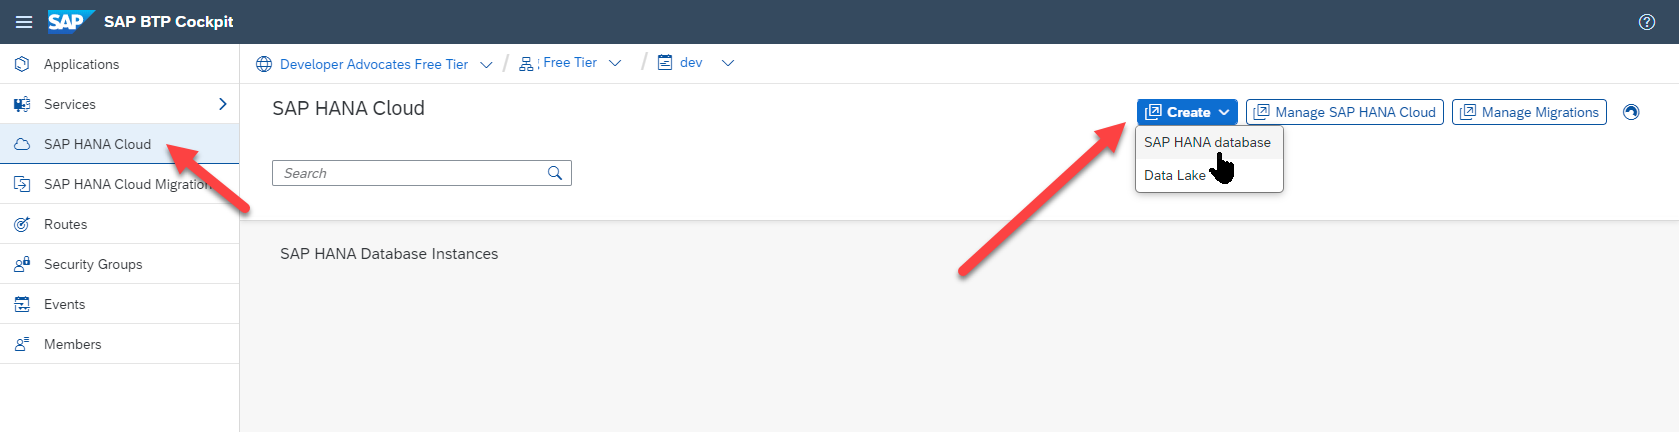 SAP SAP BTP Cockpit
Applications
Services
SAP HANA Cloud
SAP HANA Cloud Migration
Routes
Security Groups
Events
Members
Developer Advocates Free Tier / Free Tier / dev
SAP HANA Cloud
Create
Manage SAP HANA Cloud
Manage Migrations
SAP HANA database
Data Lake
Search
SAP HANA Database Instances